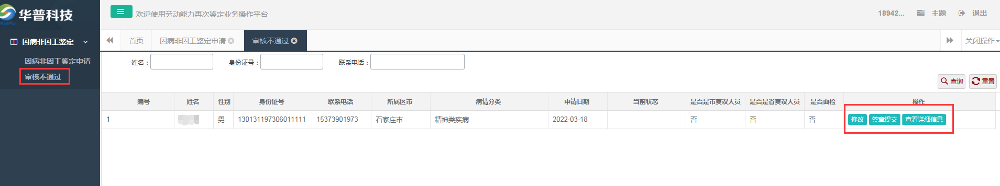 华普科技
HUAPU
欢迎使用劳动能力再次鉴定业务操作平台
18942... 主题 退出
因病非因工鉴定
因病非因工鉴定申请
审核不通过
首页 因病非因工鉴定申请 审核不通过 关闭操作
姓名： 身份证号： 联系电话：
查询 重置
编号 姓名 性别 身份证号 联系电话 所属区市 病情分类 申请日期 当前状态 是否是市复议人员 是否是省复议人员 是否面检 操作
1 男 130131197306011111 15373901973 石家庄市 精神类疾病 2022-03-18 否 否 否 修改 签章提交 查看详细信息